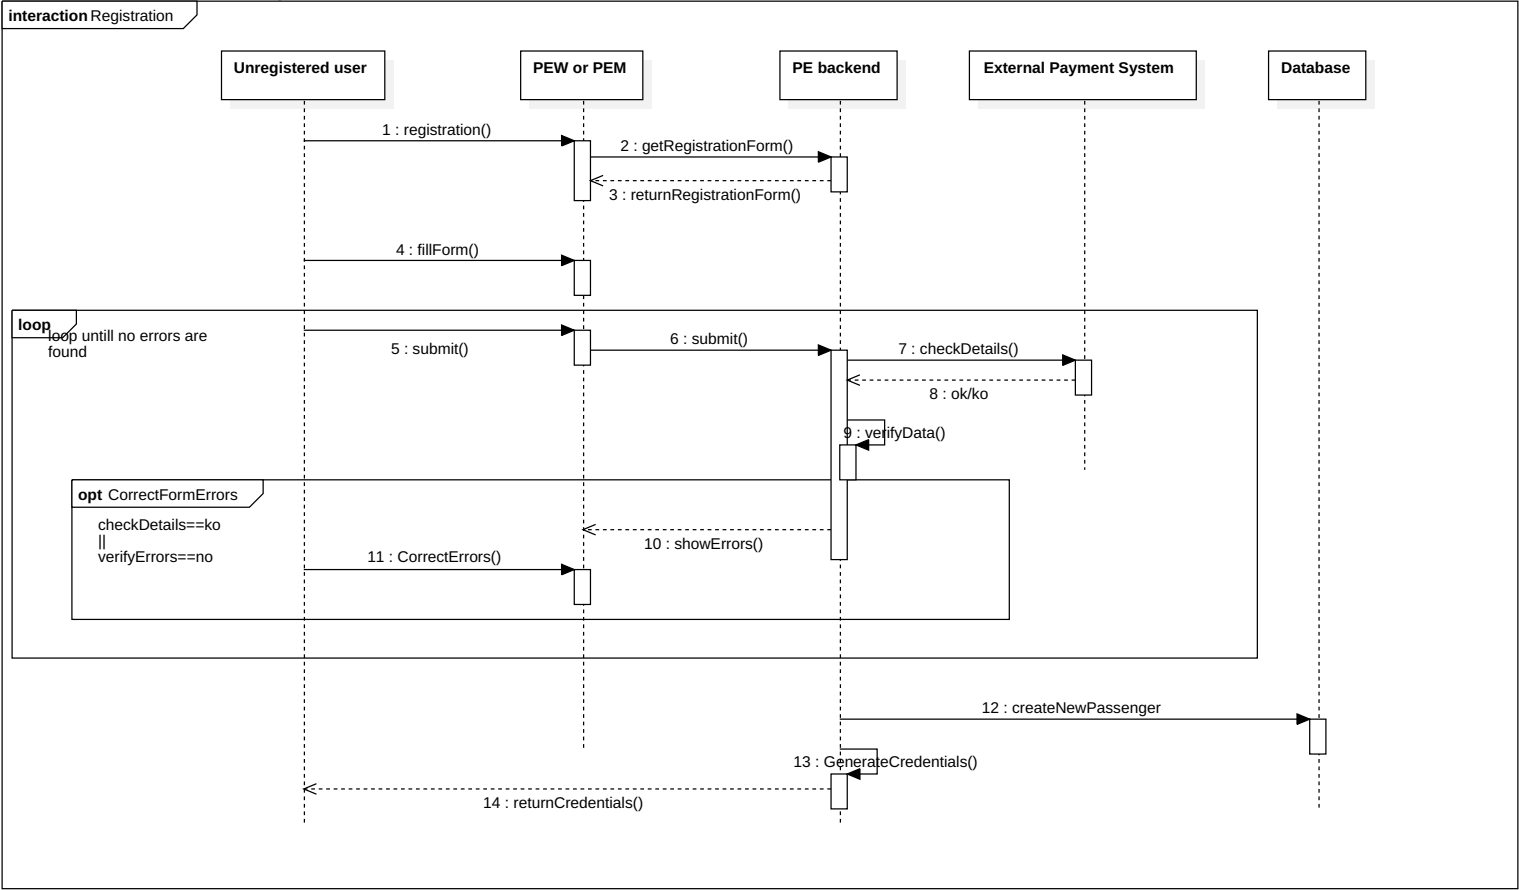 interaction Registration
Unregistered user
PEW or PEM
PE backend
External Payment System
Database
1 : registration()
2 : getRegistrationForm()
3 : returnRegistrationForm()
4 : fillForm()
loop
loop untill no errors are
found
5 : submit()
6 : submit()
7 : checkDetails()
8 : ok/ko
9 : verifyData()
opt CorrectFormErrors
checkDetails==ko
||
verifyErrors==no
10 : showErrors()
11 : CorrectErrors()
12 : createNewPassenger
13 : GenerateCredentials()
14 : returnCredentials()